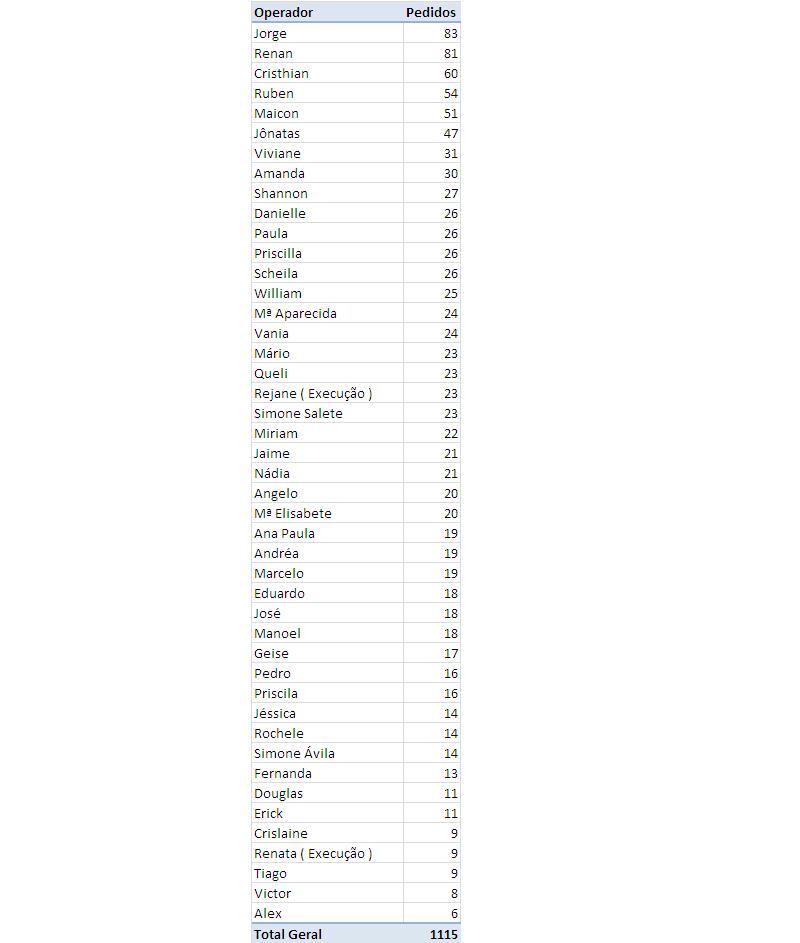 Operador Pedidos
Jorge 83
Renan 81
Cristhian 60
Ruben 54
Maicon 51
Jônatas 47
Viviane 31
Amanda 30
Shannon 27
Danielle 26
Paula 26
Priscilla 26
Scheila 26
William 25
Mª Aparecida 24
Vania 24
Mário 23
Queli 23
Rejane ( Execução ) 23
Simone Salete 23
Miriam 22
Jaime 21
Nádia 21
Angelo 20
Mª Elisabete 20
Ana Paula 19
Andréa 19
Marcelo 19
Eduardo 18
José 18
Manoel 18
Geise 17
Pedro 16
Priscila 16
Jéssica 14
Rochele 14
Simone Ávila 14
Fernanda 13
Douglas 11
Erick 11
Crislaine 9
Renata ( Execução ) 9
Tiago 9
Victor 8
Alex 6
Total Geral 1115